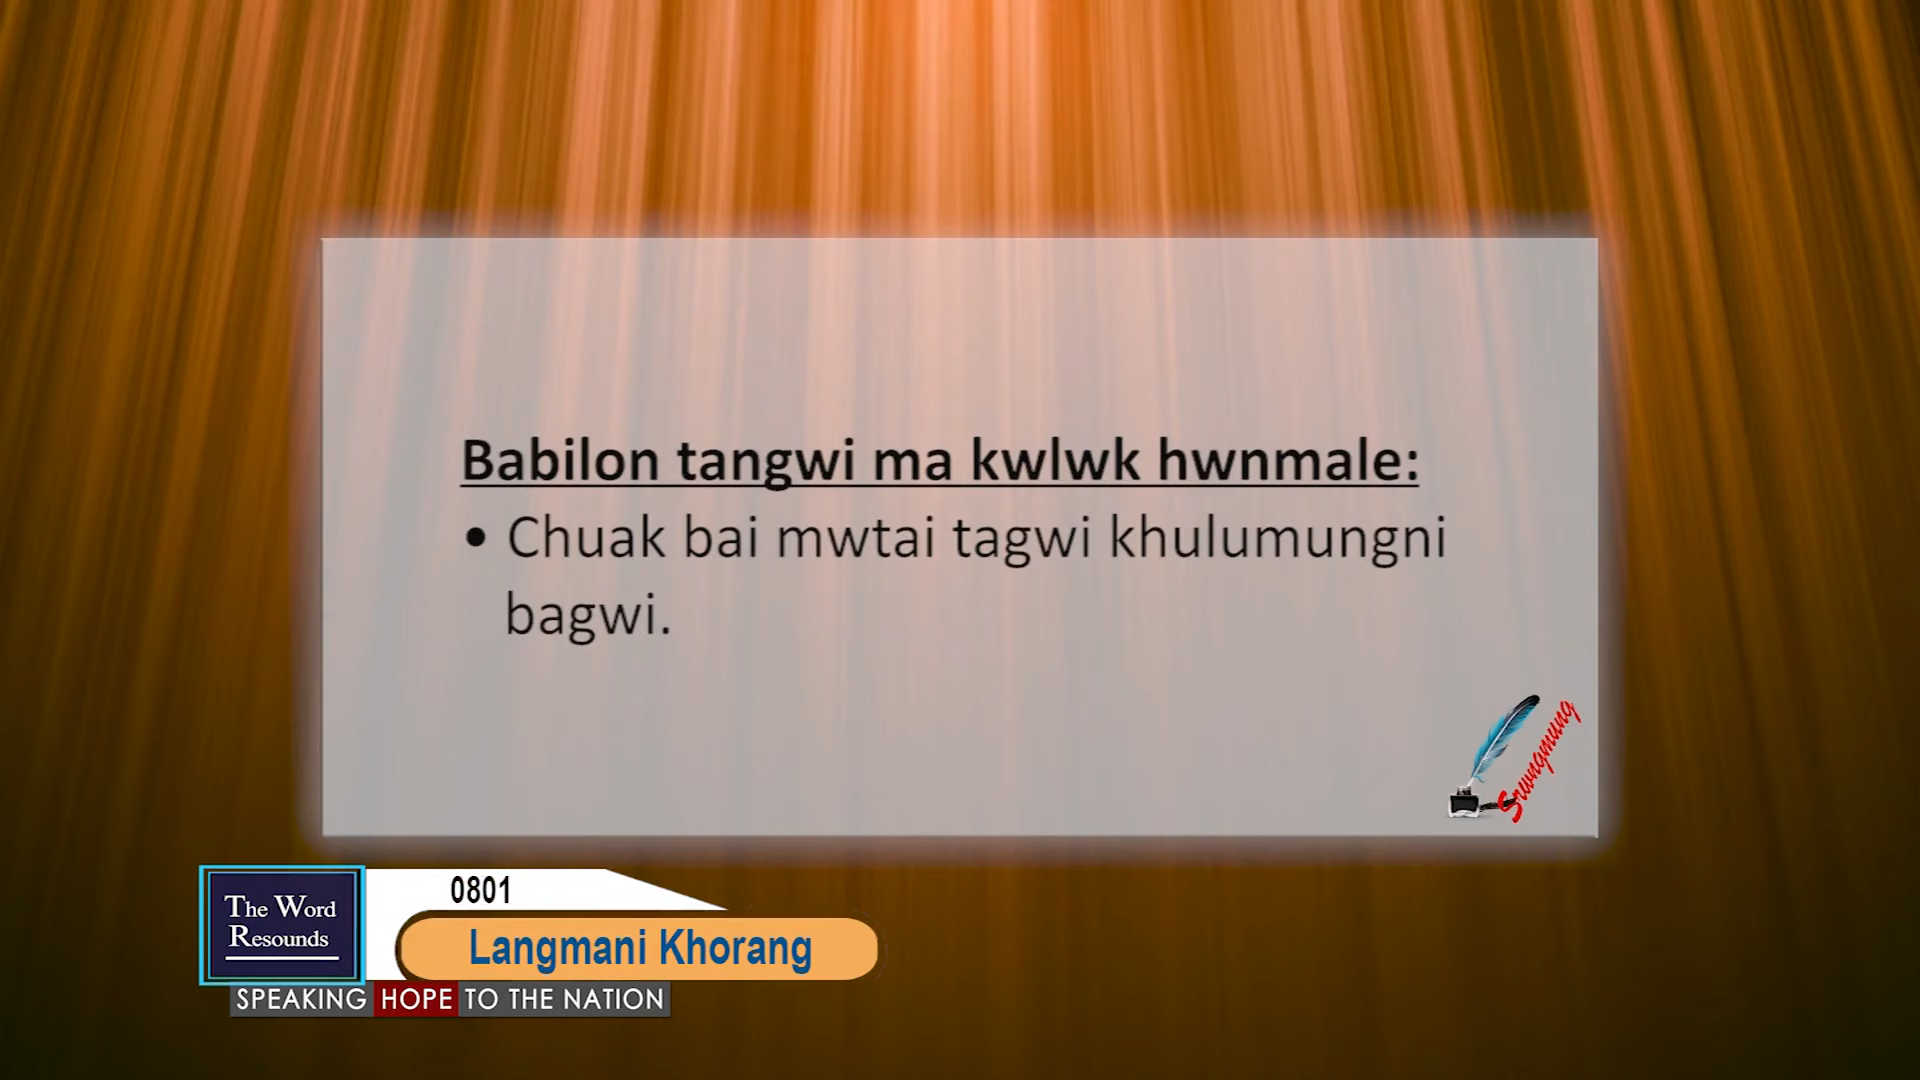 Babilon tangwi ma kwlwk hwnmale:
• Chuak bai mwtai tagwi khulumungni
bagwi.
Srwngmung
0801
The Word
Resounds
Langmani Khorang
SPEAKING HOPE TO THE NATION